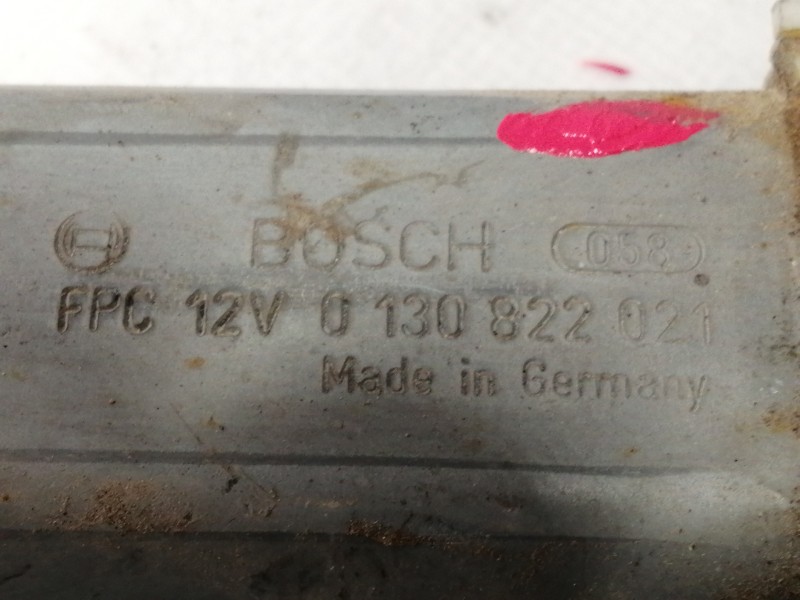 BOSCH 058
FPC 12V 0 130 822 021
Made in Germany